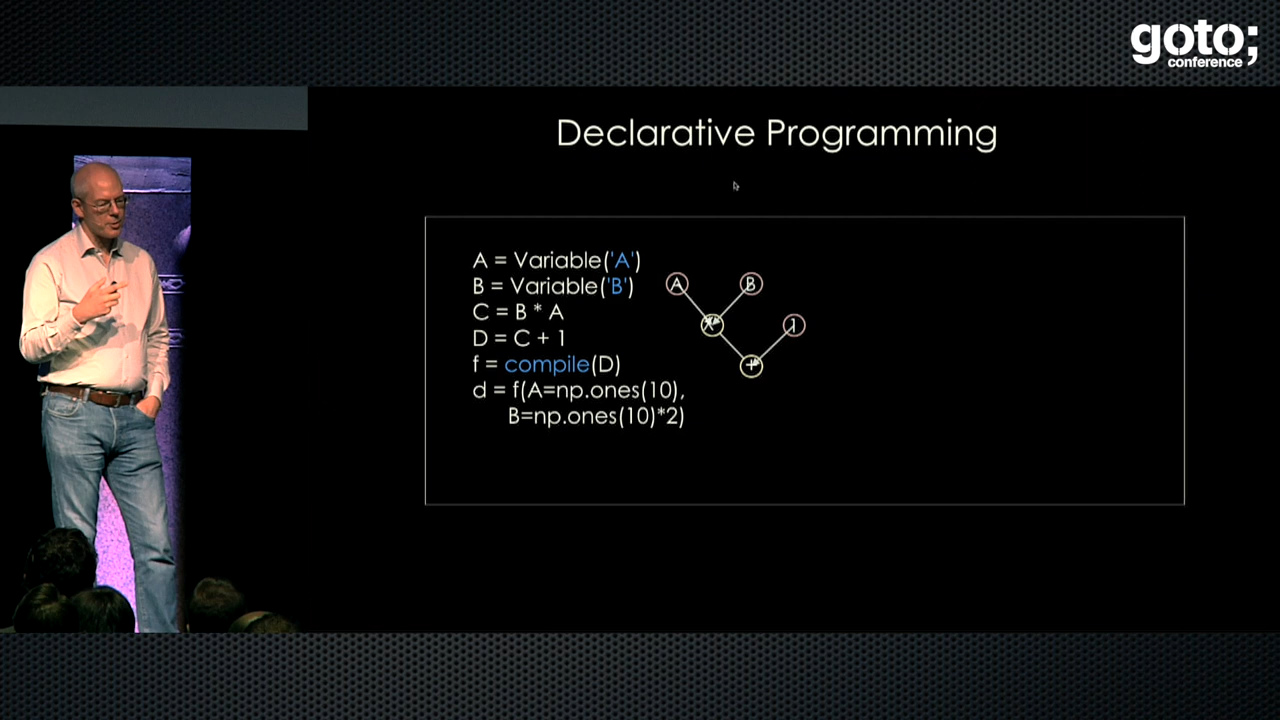 goto;
conference
Declarative Programming
A = Variable('A')
B = Variable('B')
C = B * A
D = C + 1
f = compile(D)
d = f(A=np.ones(10),
B=np.ones(10)*2)
A
B
X
1
+